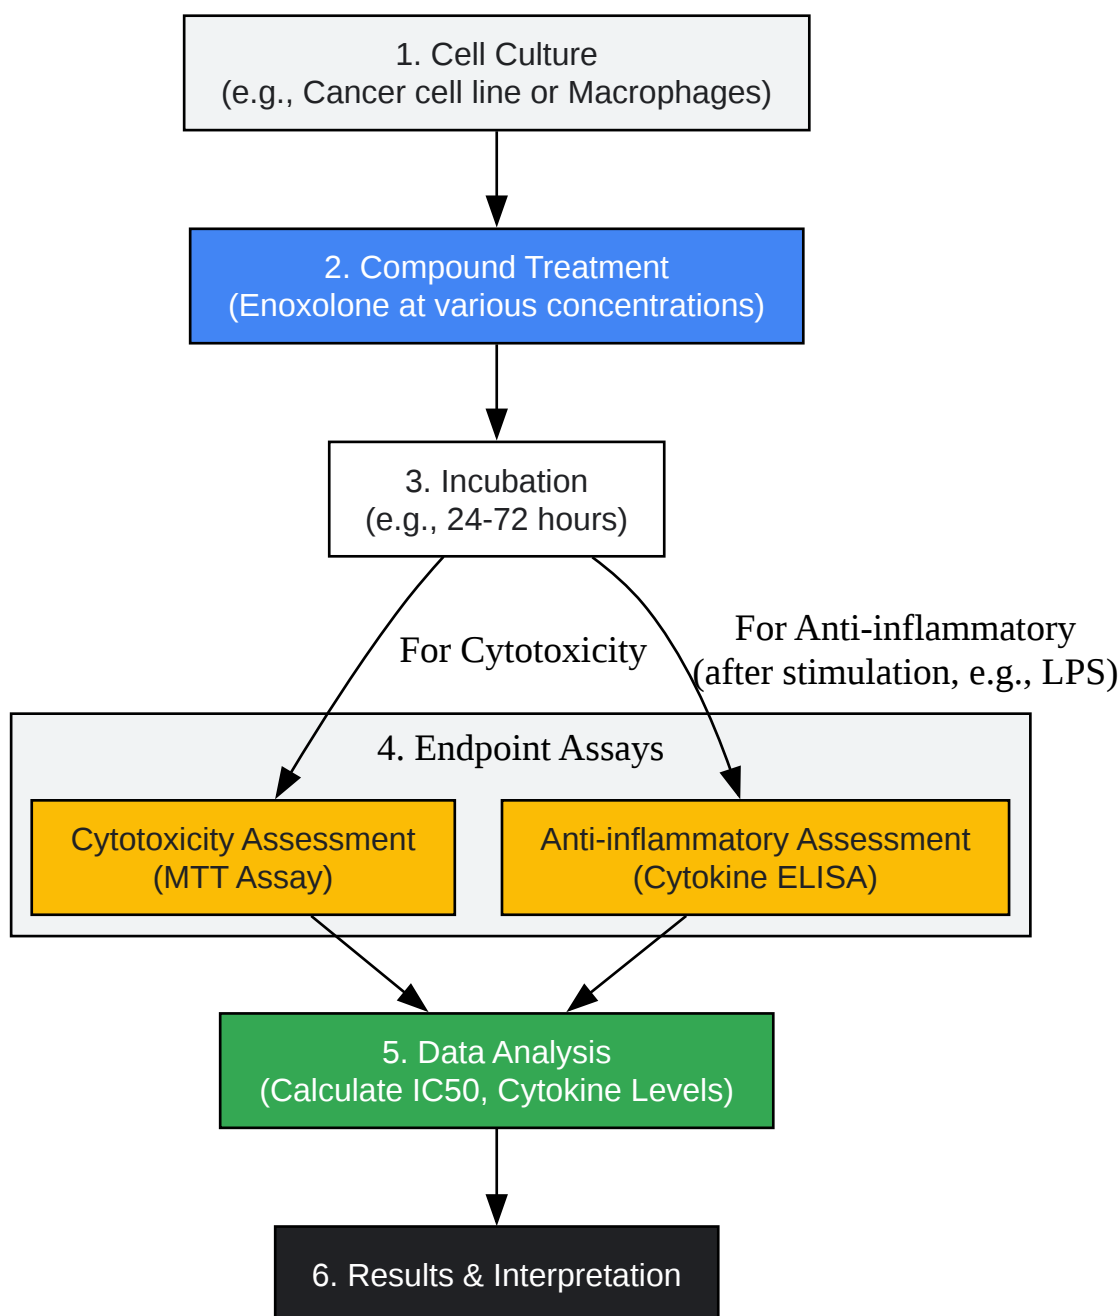 1. Cell Culture
(e.g., Cancer cell line or Macrophages)
2. Compound Treatment
(Enoxolone at various concentrations)
3. Incubation
(e.g., 24-72 hours)
For Cytotoxicity
For Anti-inflammatory
(after stimulation, e.g., LPS)
4. Endpoint Assays
Cytotoxicity Assessment
(MTT Assay)
Anti-inflammatory Assessment
(Cytokine ELISA)
5. Data Analysis
(Calculate IC50, Cytokine Levels)
6. Results & Interpretation